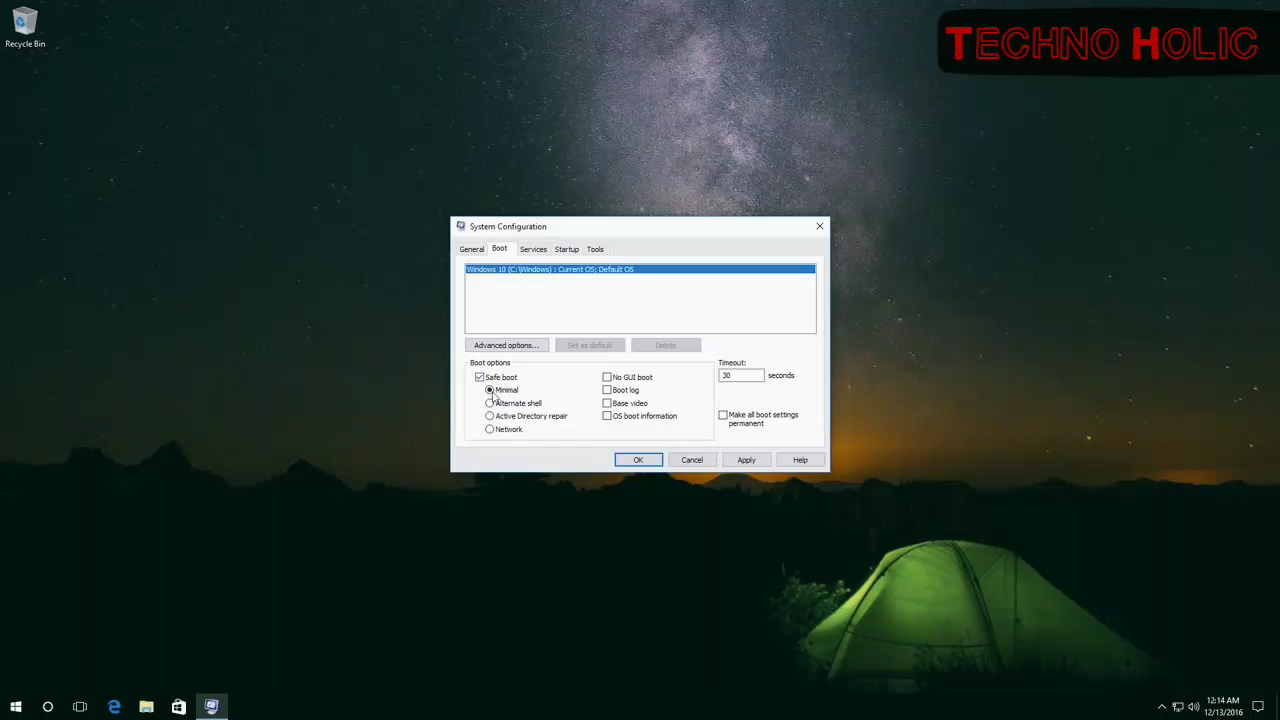 Recycle Bin
TECHNO HOLIC
System Configuration
General Boot Services Startup Tools
Windows 10 (C:\Windows) : Current OS; Default OS
Advanced options... Set as default Delete
Boot options
Timeout:
Safe boot
No GUI boot
30 seconds
Minimal
Boot log
Alternate shell
Base video
Active Directory repair
OS boot information
Make all boot settings
permanent
Network
OK Cancel Apply Help
12:14 AM
12/13/2016